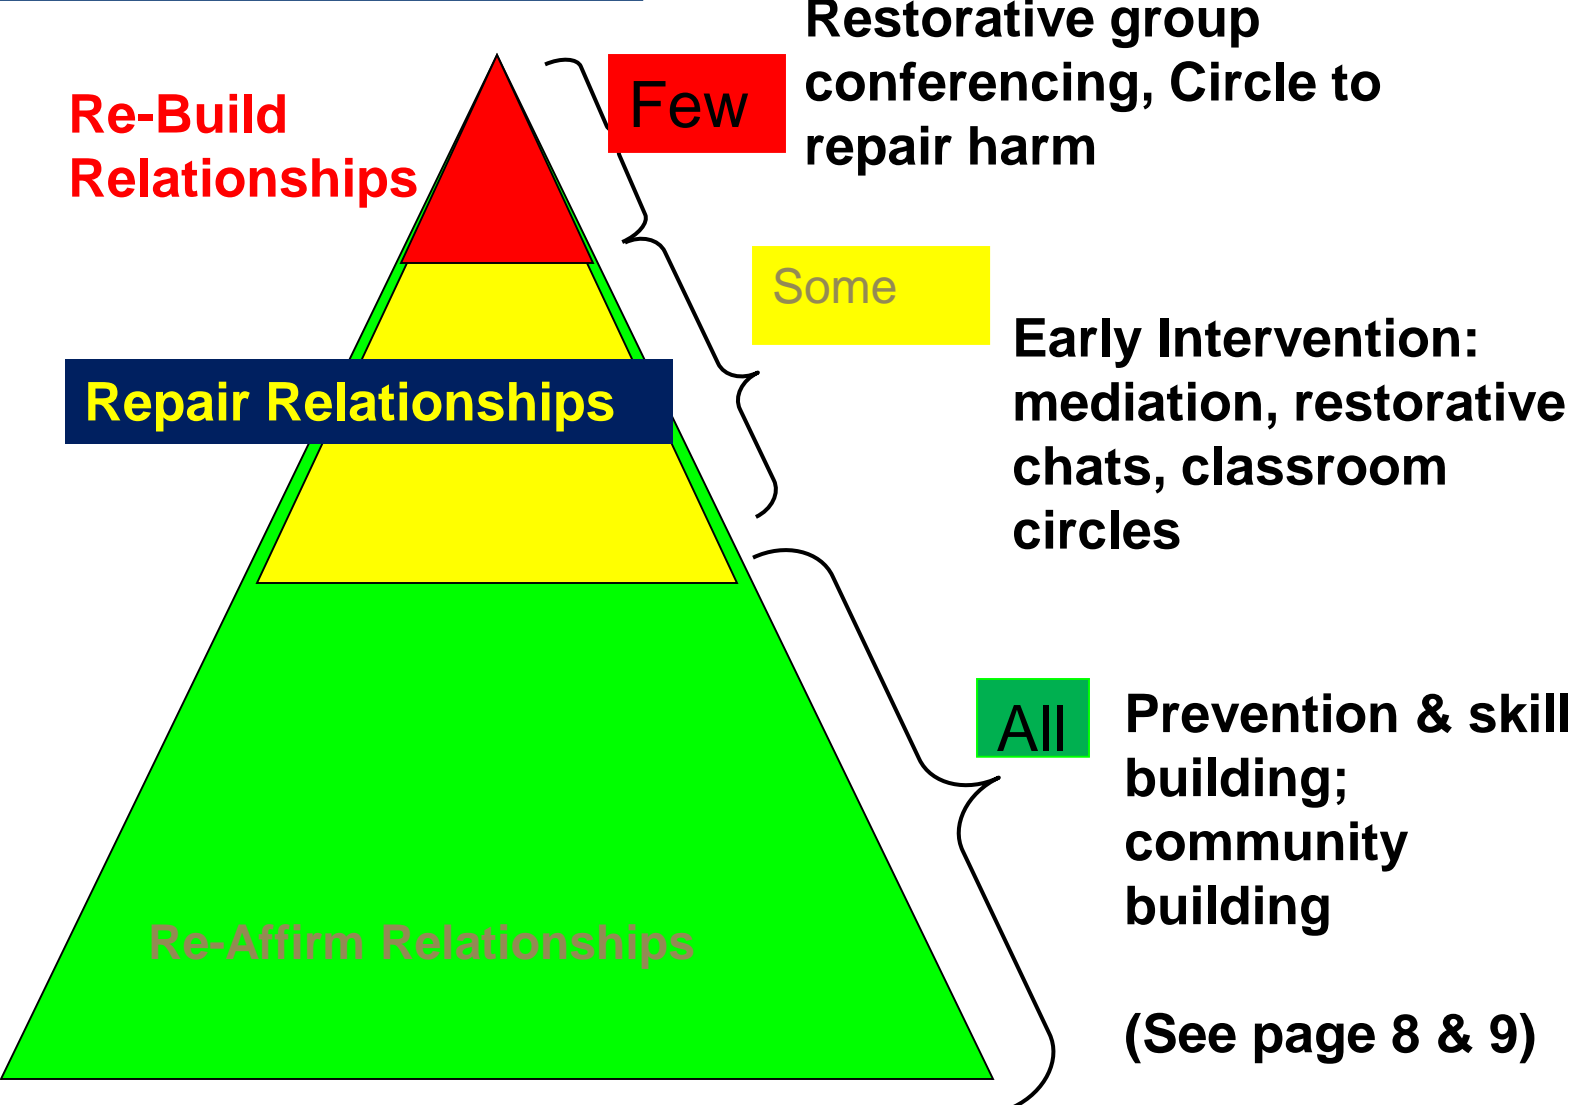 Restorative group
conferencing, Circle to
repair harm
Few
Re-Build
Relationships
Some
Early Intervention:
mediation, restorative
chats, classroom
circles
Repair Relationships
All
Prevention & skill
building;
community
building
Re-Affirm Relationships
(See page 8 & 9)